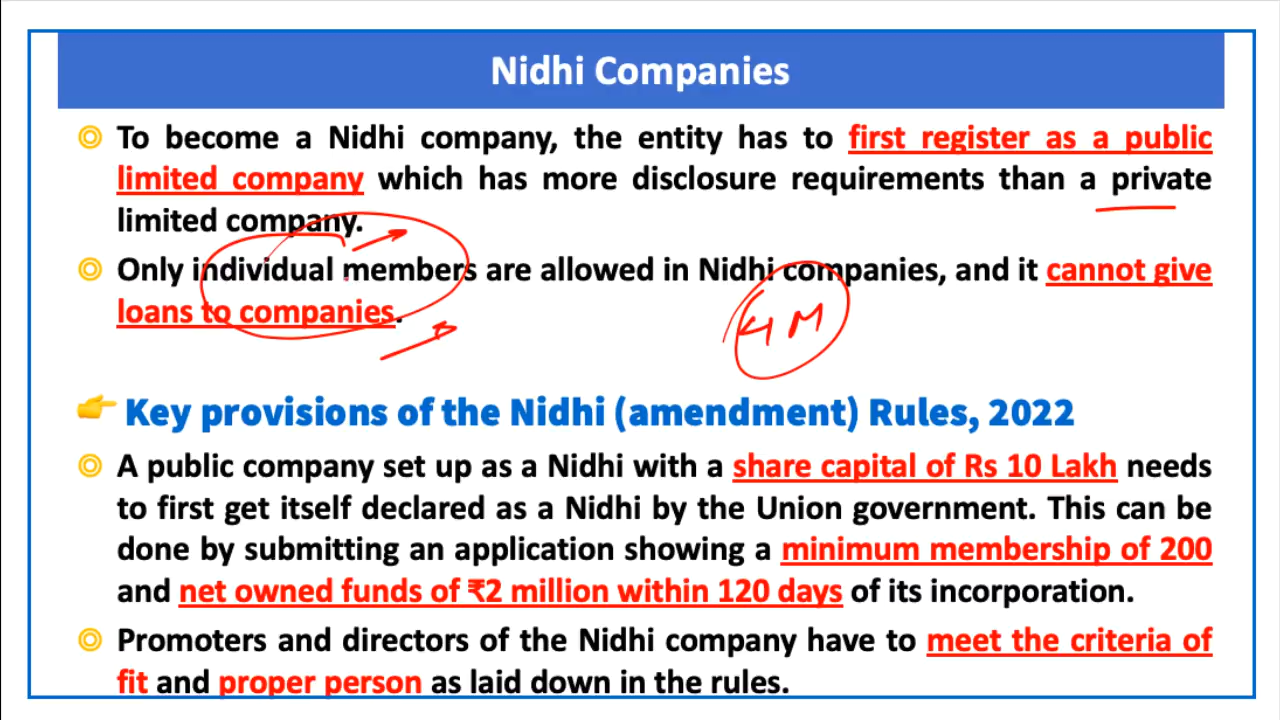 Nidhi Companies
To become a Nidhi company, the entity has to first register as a public
limited company which has more disclosure requirements than a private
limited company.
Only individual members are allowed in Nidhi companies, and it cannot give
loans to companies.
👉 Key provisions of the Nidhi (amendment) Rules, 2022
A public company set up as a Nidhi with a share capital of Rs 10 Lakh needs
to first get itself declared as a Nidhi by the Union government. This can be
done by submitting an application showing a minimum membership of 200
and net owned funds of ₹2 million within 120 days of its incorporation.
Promoters and directors of the Nidhi company have to meet the criteria of
fit and proper person as laid down in the rules.